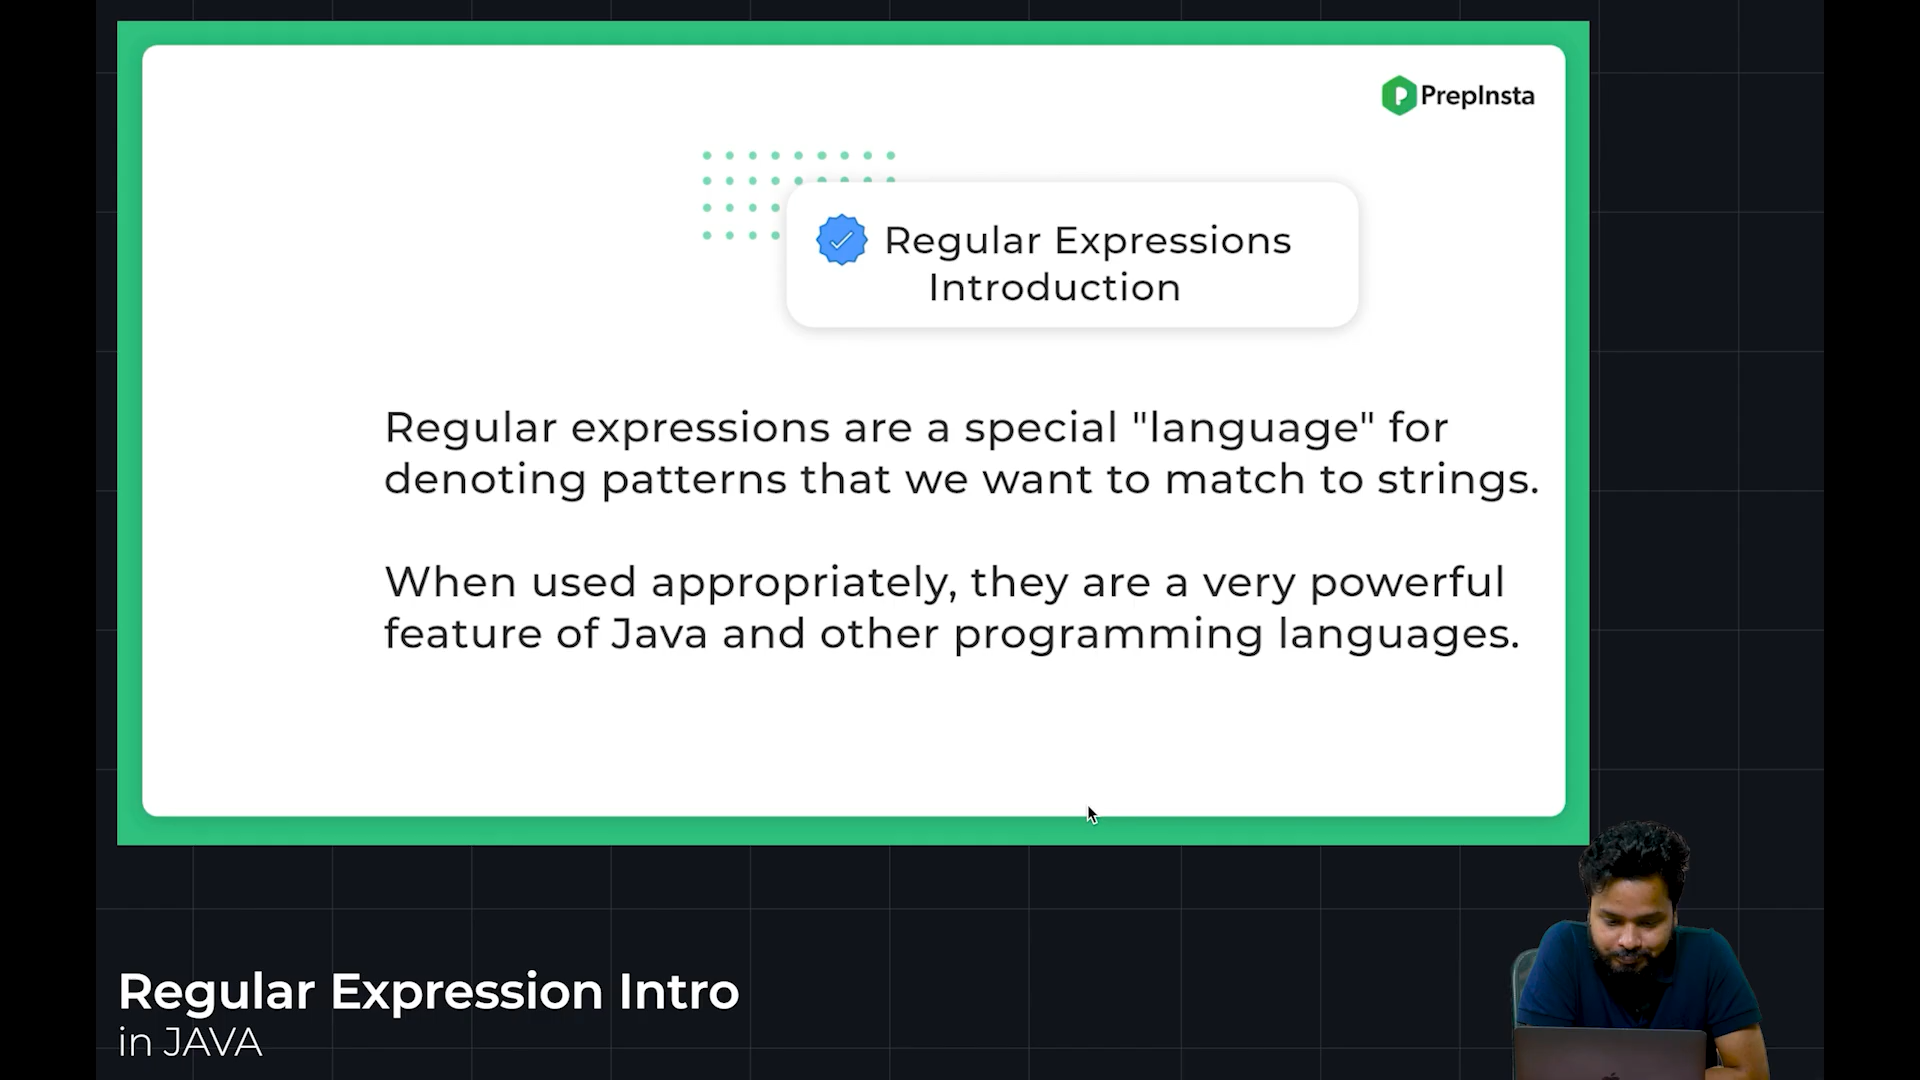 PrepInsta
Regular Expressions
Introduction
Regular expressions are a special "language" for
denoting patterns that we want to match to strings.
When used appropriately, they are a very powerful
feature of Java and other programming languages.
Regular Expression Intro
in JAVA